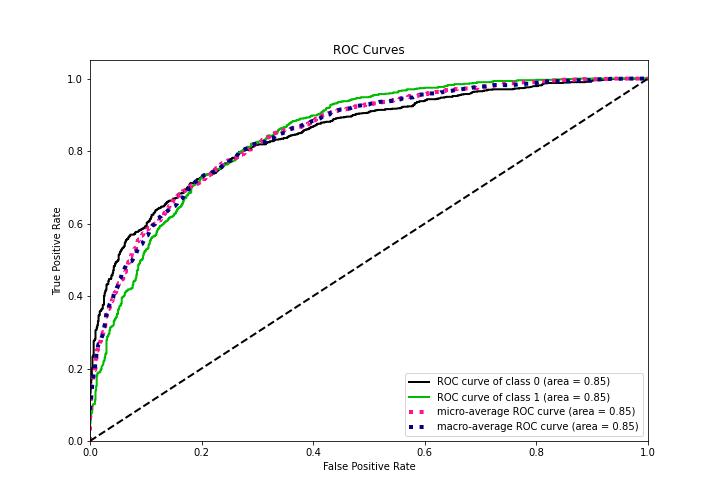 ROC Curves
1.0
0.8
0.6
0.4
0.2
0.0
True Positive Rate
0.0 0.2 0.4 0.6 0.8 1.0
False Positive Rate
ROC curve of class 0 (area = 0.85)
ROC curve of class 1 (area = 0.85)
micro-average ROC curve (area = 0.85)
macro-average ROC curve (area = 0.85)